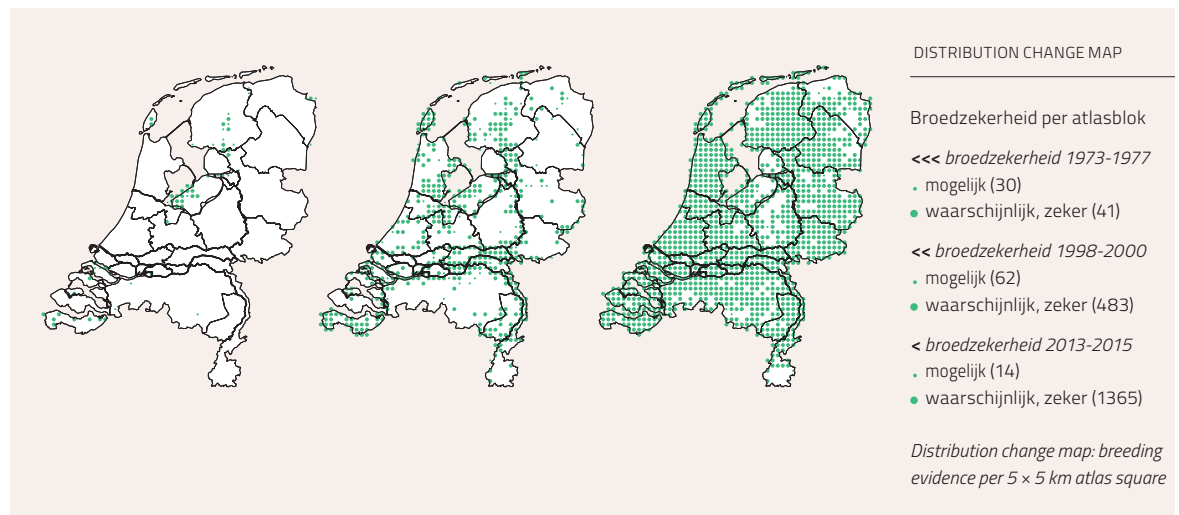 DISTRIBUTION CHANGE MAP
Broedzekerheid per atlasblok
<<< broedzekerheid 1973-1977
mogelijk (30)
waarschijnlijk, zeker (41)
<< broedzekerheid 1998-2000
mogelijk (62)
waarschijnlijk, zeker (483)
< broedzekerheid 2013-2015
mogelijk (14)
waarschijnlijk, zeker (1365)
Distribution change map: breeding
evidence per 5 × 5 km atlas square